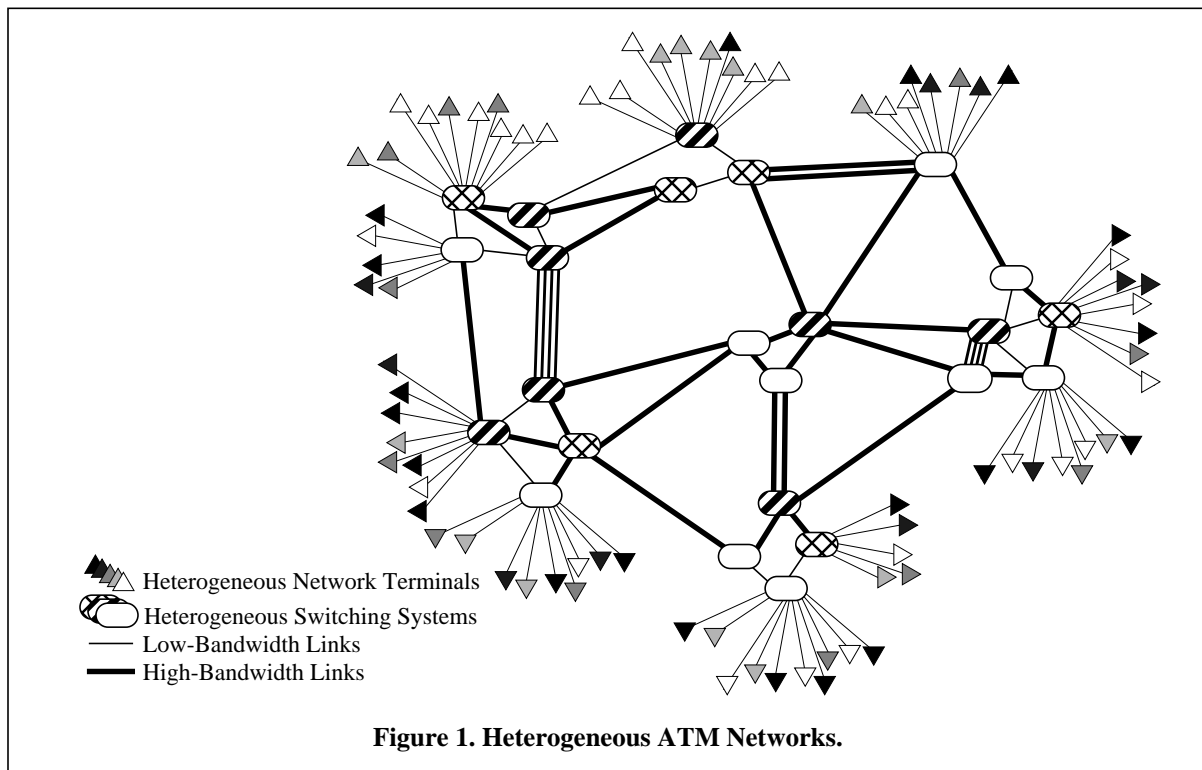 Heterogeneous Network Terminals
Heterogeneous Switching Systems
Low-Bandwidth Links
High-Bandwidth Links
Figure 1. Heterogeneous ATM Networks.